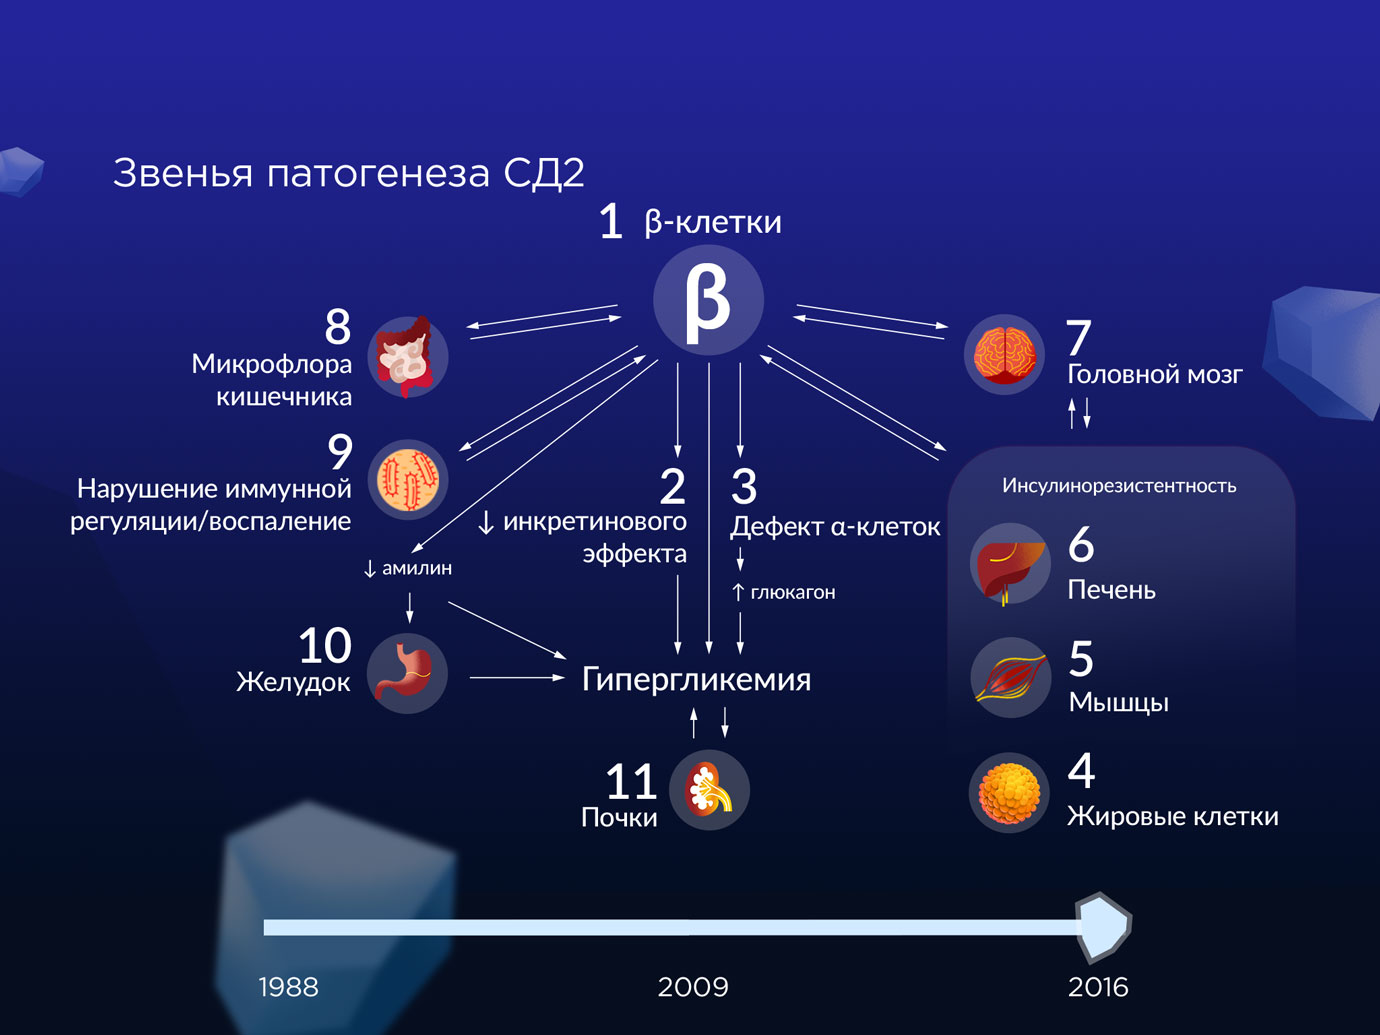 Звенья патогенеза СД2
1 β-клетки
β
8
Микрофлора
кишечника
7
Головной мозг
9
Нарушение иммунной
регуляции/воспаление
2
↓ инкретинового
эффекта
3
Дефект α-клеток
↑ глюкагон
↓ амилин
10
Желудок
Гипергликемия
11
Почки
Инсулинорезистентность
6
Печень
5
Мышцы
4
Жировые клетки
1988
2009
2016